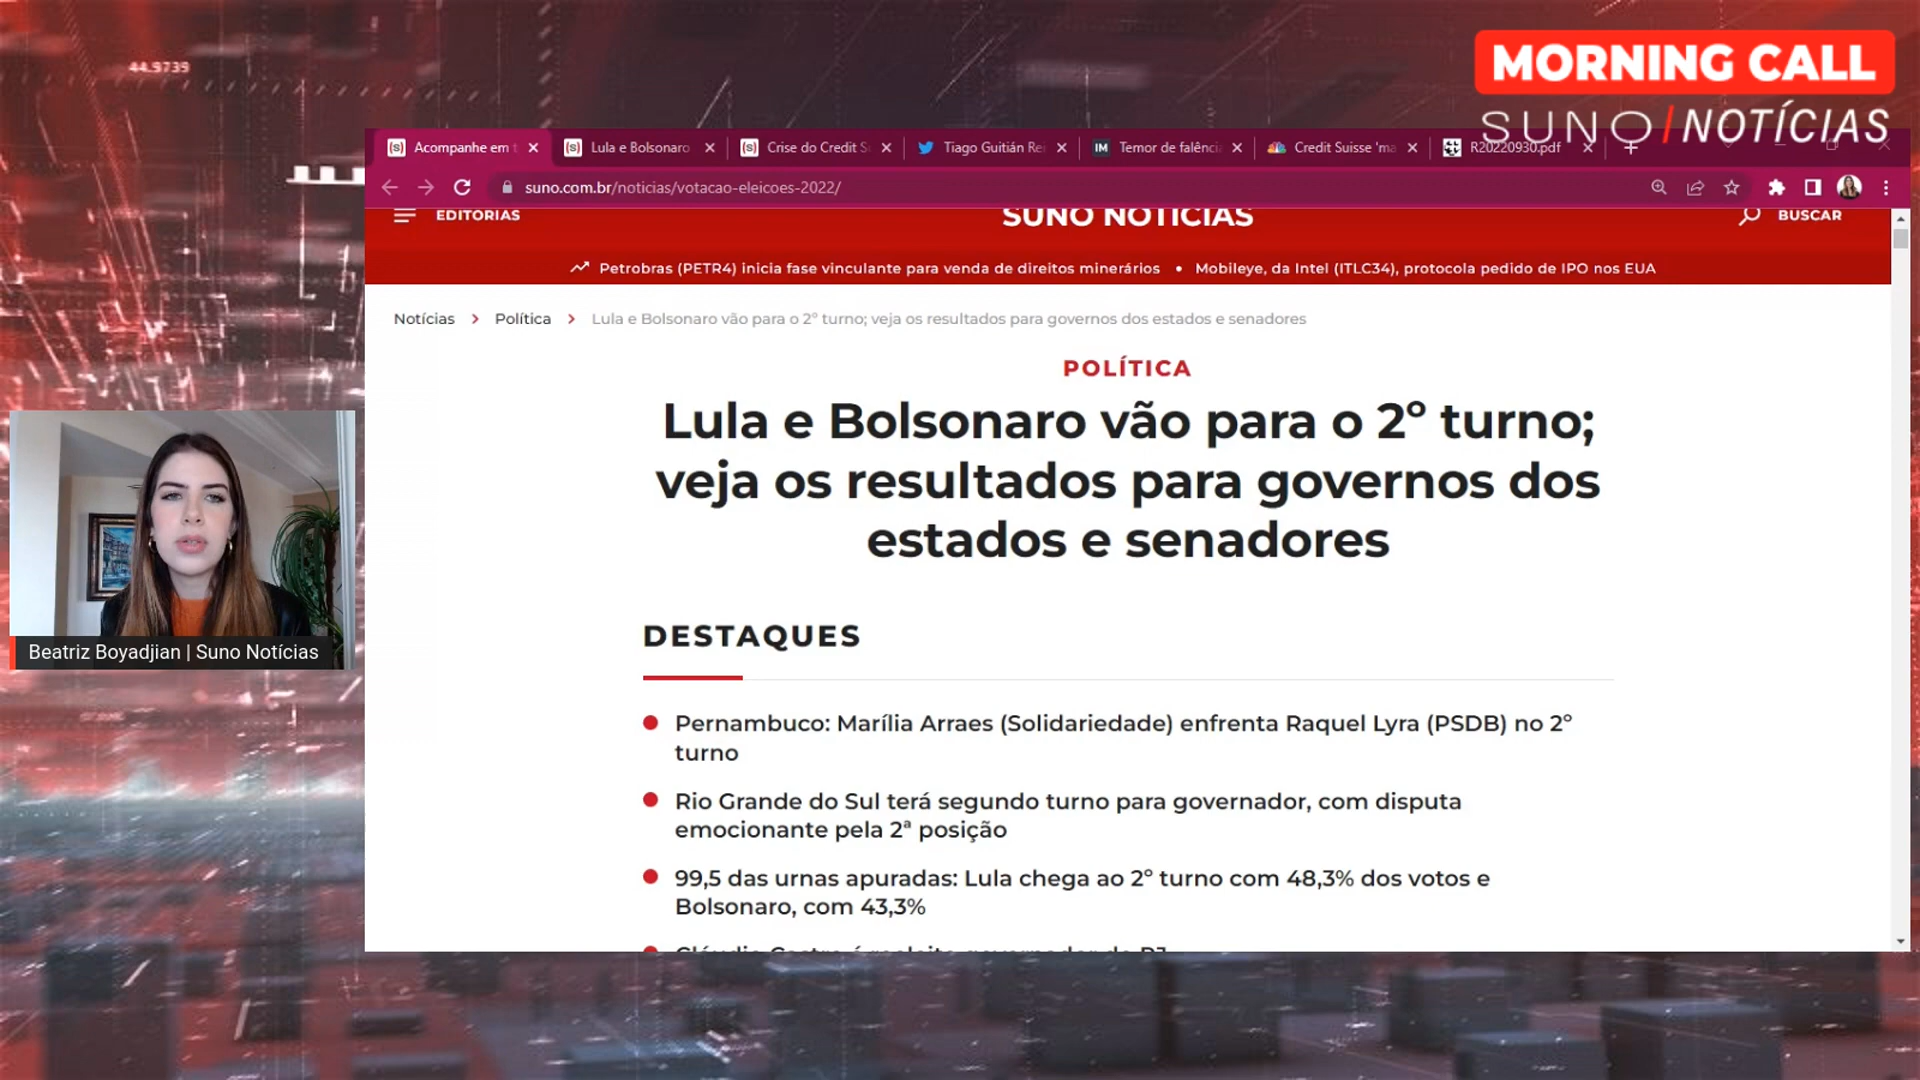 44.9739
MORNING CALL
SUNO/NOTÍCIAS
Acompanhe em t
Lula e Bolsonaro
Crise do Credit S
Tiago Guitián Rei
IM Temor de falênci
Credit Suisse 'ma
R20220930.pdf
suno.com.br/noticias/votacao-eleicoes-2022/
EDITORIAS
SUNO NOTÍCIAS
BUSCAR
Petrobras (PETR4) inicia fase vinculante para venda de direitos minerários • Mobileye, da Intel (ITLC34), protocola pedido de IPO nos EUA
Notícias > Política > Lula e Bolsonaro vão para o 2º turno; veja os resultados para governos dos estados e senadores
POLÍTICA
Lula e Bolsonaro vão para o 2º turno;
veja os resultados para governos dos
estados e senadores
DESTAQUES
Pernambuco: Marília Arraes (Solidariedade) enfrenta Raquel Lyra (PSDB) no 2º
turno
Rio Grande do Sul terá segundo turno para governador, com disputa
emocionante pela 2ª posição
99,5 das urnas apuradas: Lula chega ao 2º turno com 48,3% dos votos e
Bolsonaro, com 43,3%
Beatriz Boyadjian | Suno Notícias